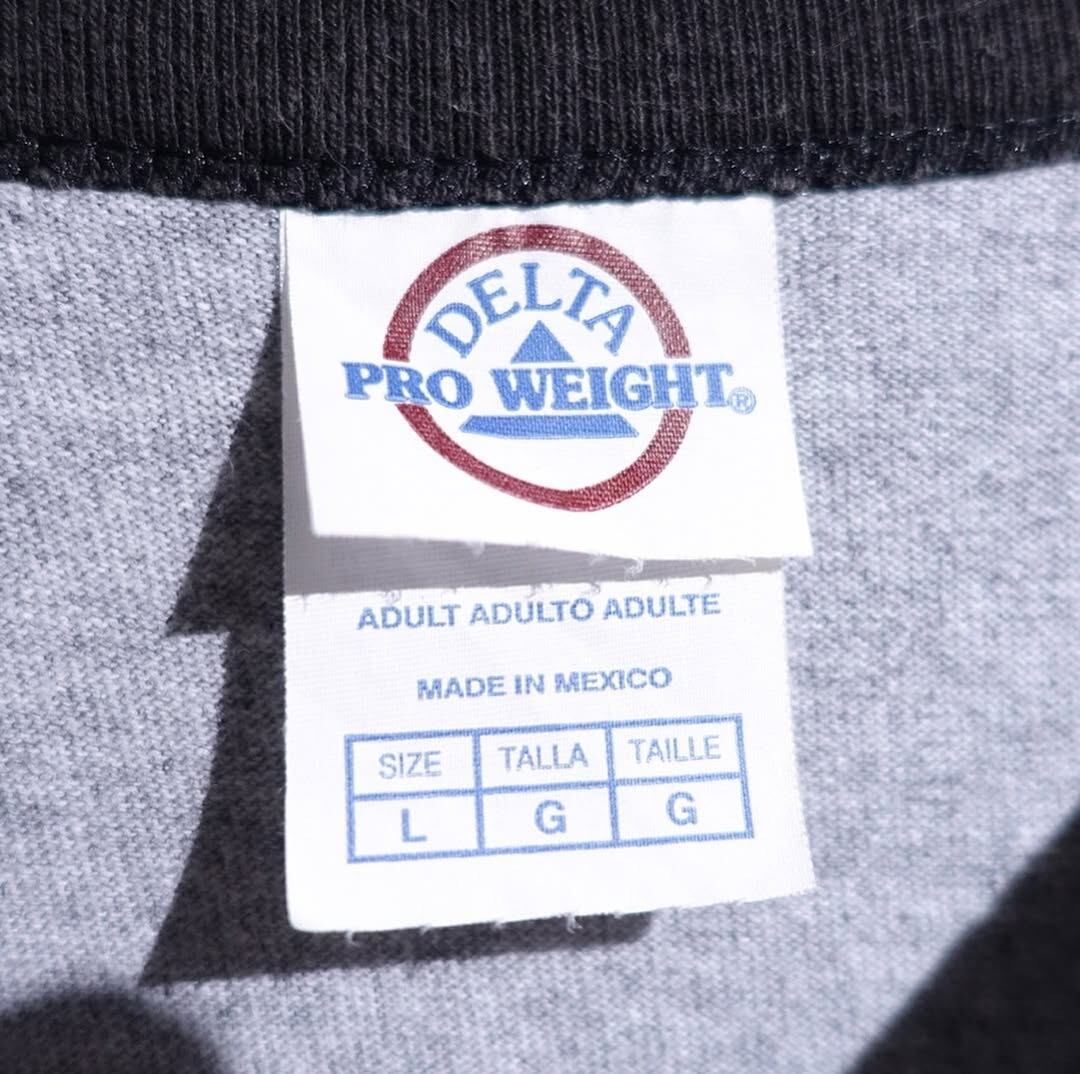 DELTA
PRO WEIGHT®
ADULT ADULTO ADULTE
MADE IN MEXICO
SIZE TALLA TAILLE
L G G